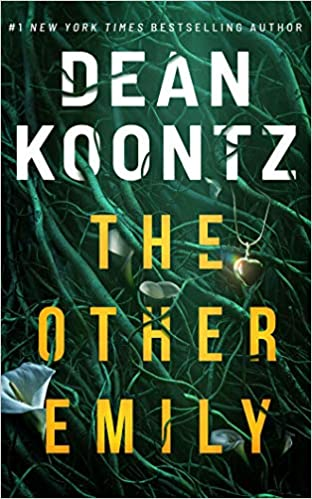 #1 NEW YORK TIMES BESTSELLING AUTHOR
DEAN
KOONTZ
THE
OTHER
EMILY